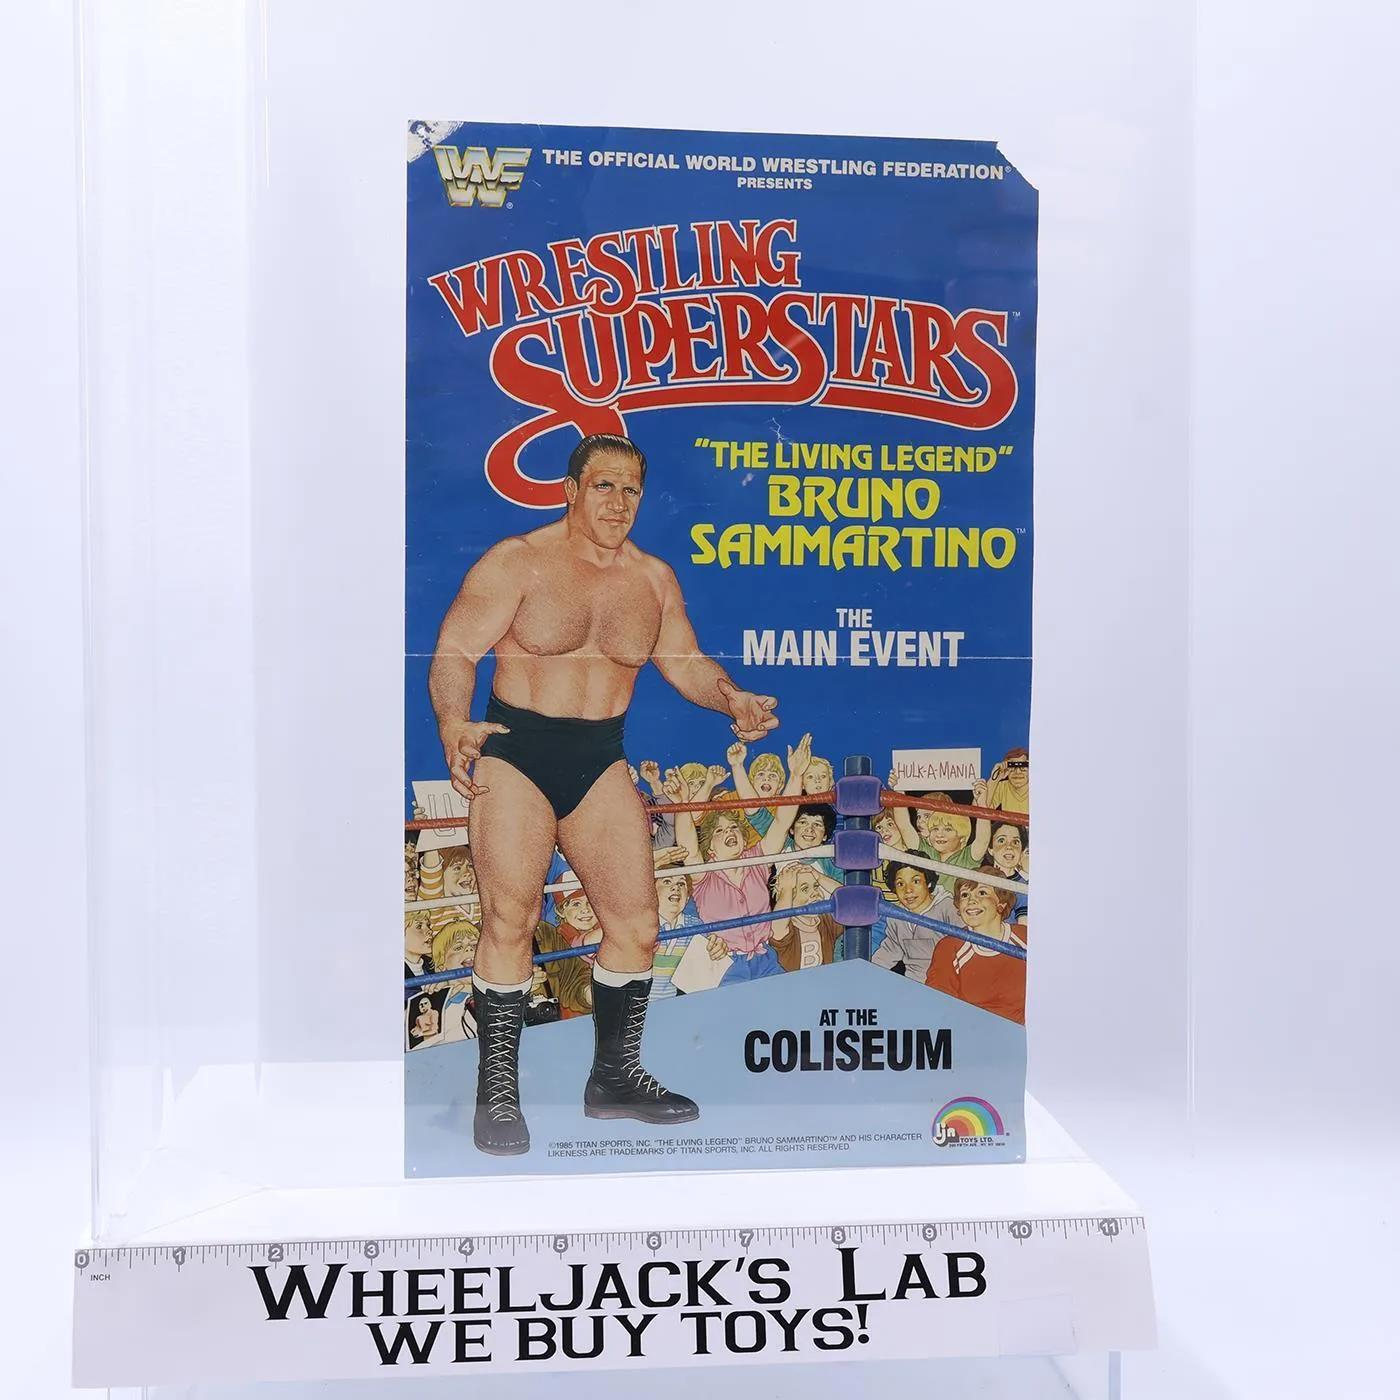 WF ®
THE OFFICIAL WORLD WRESTLING FEDERATION®
PRESENTS
WRESTLING
SUPERSTARS™
"THE LIVING LEGEND"
BRUNO
SAMMARTINO™
THE
MAIN EVENT
HULK-A-MANIA
U
B
AT THE
COLISEUM
©1985 TITAN SPORTS, INC. "THE LIVING LEGEND" BRUNO SAMMARTINO™ AND HIS CHARACTER
LIKENESS ARE TRADEMARKS OF TITAN SPORTS, INC. ALL RIGHTS RESERVED.
ljn ®
TOYS LTD.
0 1 2 3 4 5 6 7 8 9 10 11
INCH
WHEELJACK'S LAB
WE BUY TOYS!